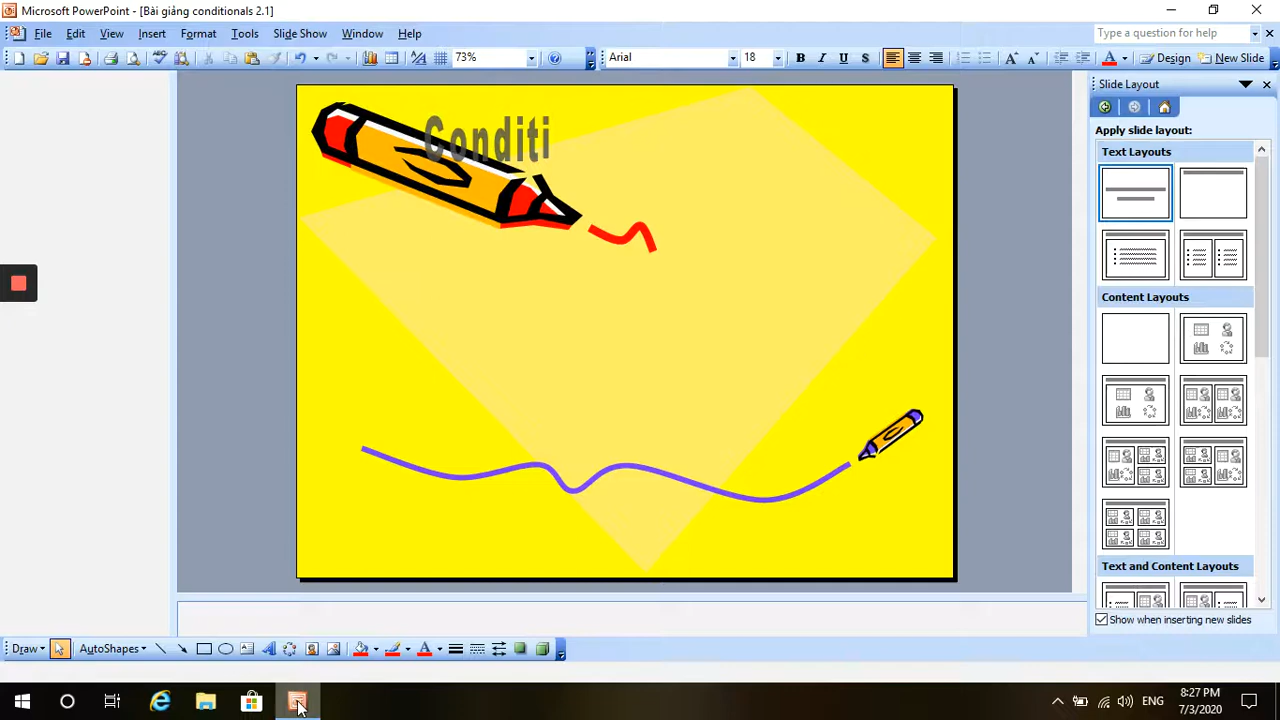 Microsoft PowerPoint - [Bài giảng conditionals 2.1]
File Edit View Insert Format Tools Slide Show Window Help
Type a question for help
73%
Arial
18
B I U S
A
Design
New Slide
Slide Layout
Apply slide layout:
Text Layouts
Conditi
Content Layouts
Text and Content Layouts
Show when inserting new slides
Draw
AutoShapes
ENG
8:27 PM
7/3/2020